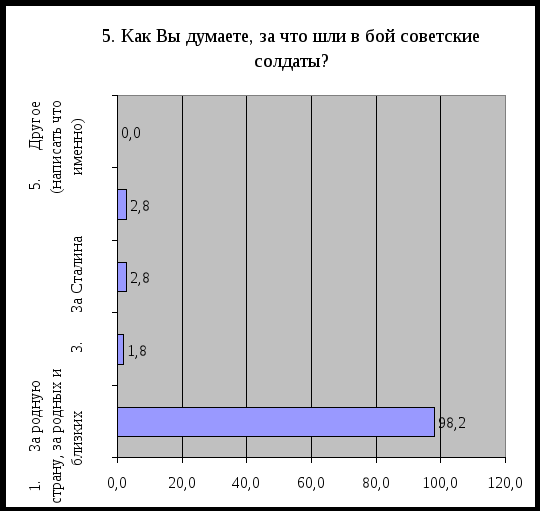 5. Как Вы думаете, за что шли в бой советские
солдаты?
5. Другое
(написать что
именно)
0,0
2,8
3. За Сталина
2,8
1,8
1. За родную
страну, за родных и
близких
98,2
0,0 20,0 40,0 60,0 80,0 100,0 120,0